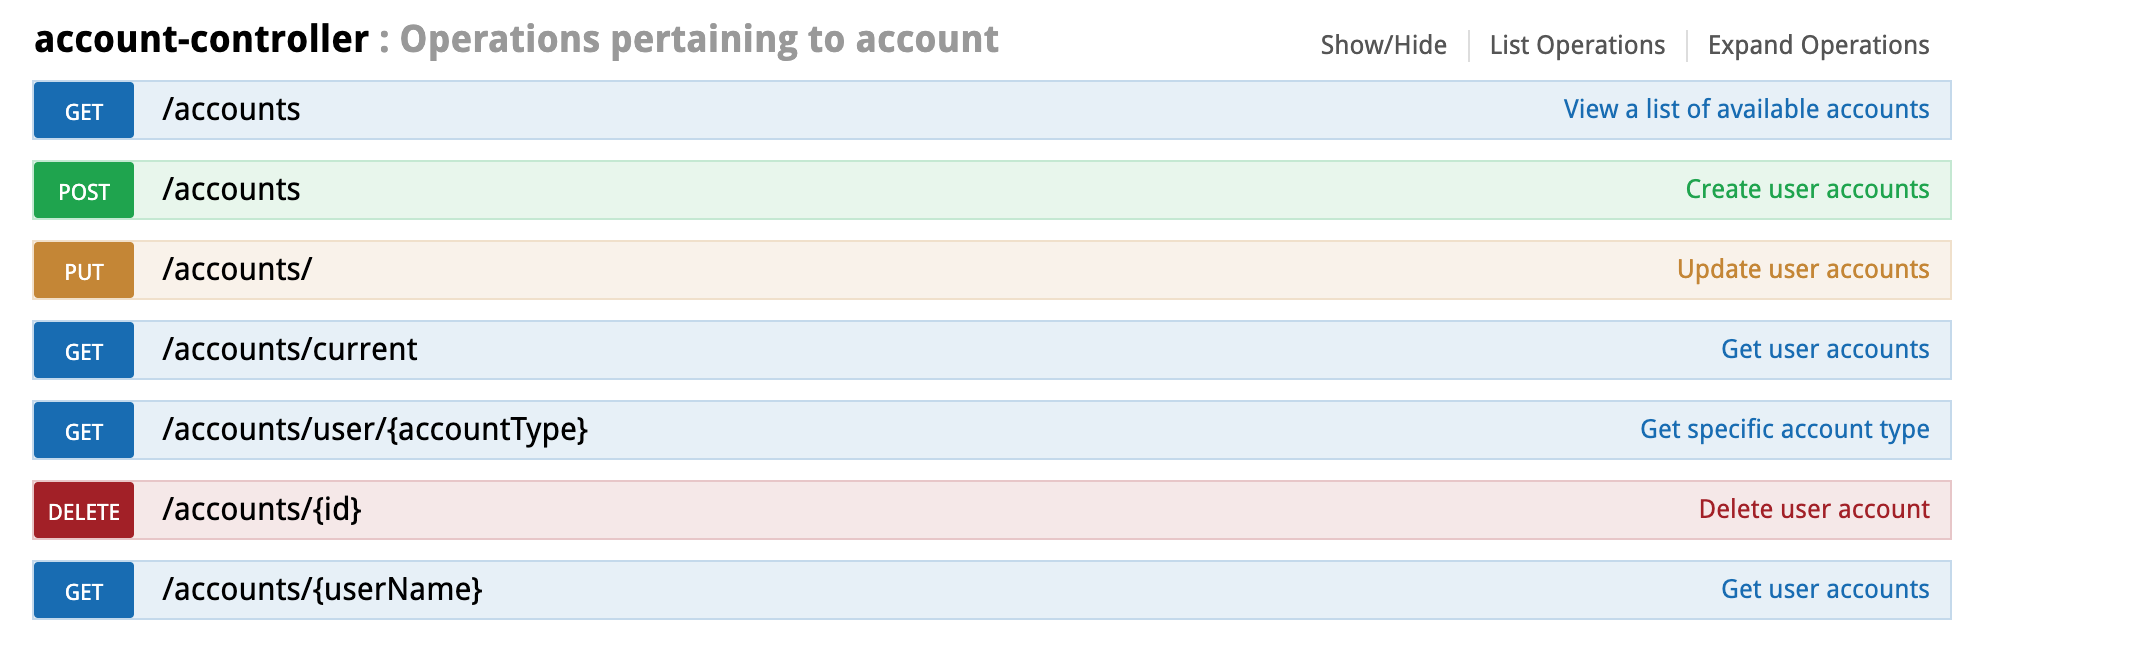 account-controller : Operations pertaining to account Show/Hide List Operations Expand Operations
GET /accounts View a list of available accounts
POST /accounts Create user accounts
PUT /accounts/ Update user accounts
GET /accounts/current Get user accounts
GET /accounts/user/{accountType} Get specific account type
DELETE /accounts/{id} Delete user account
GET /accounts/{userName} Get user accounts